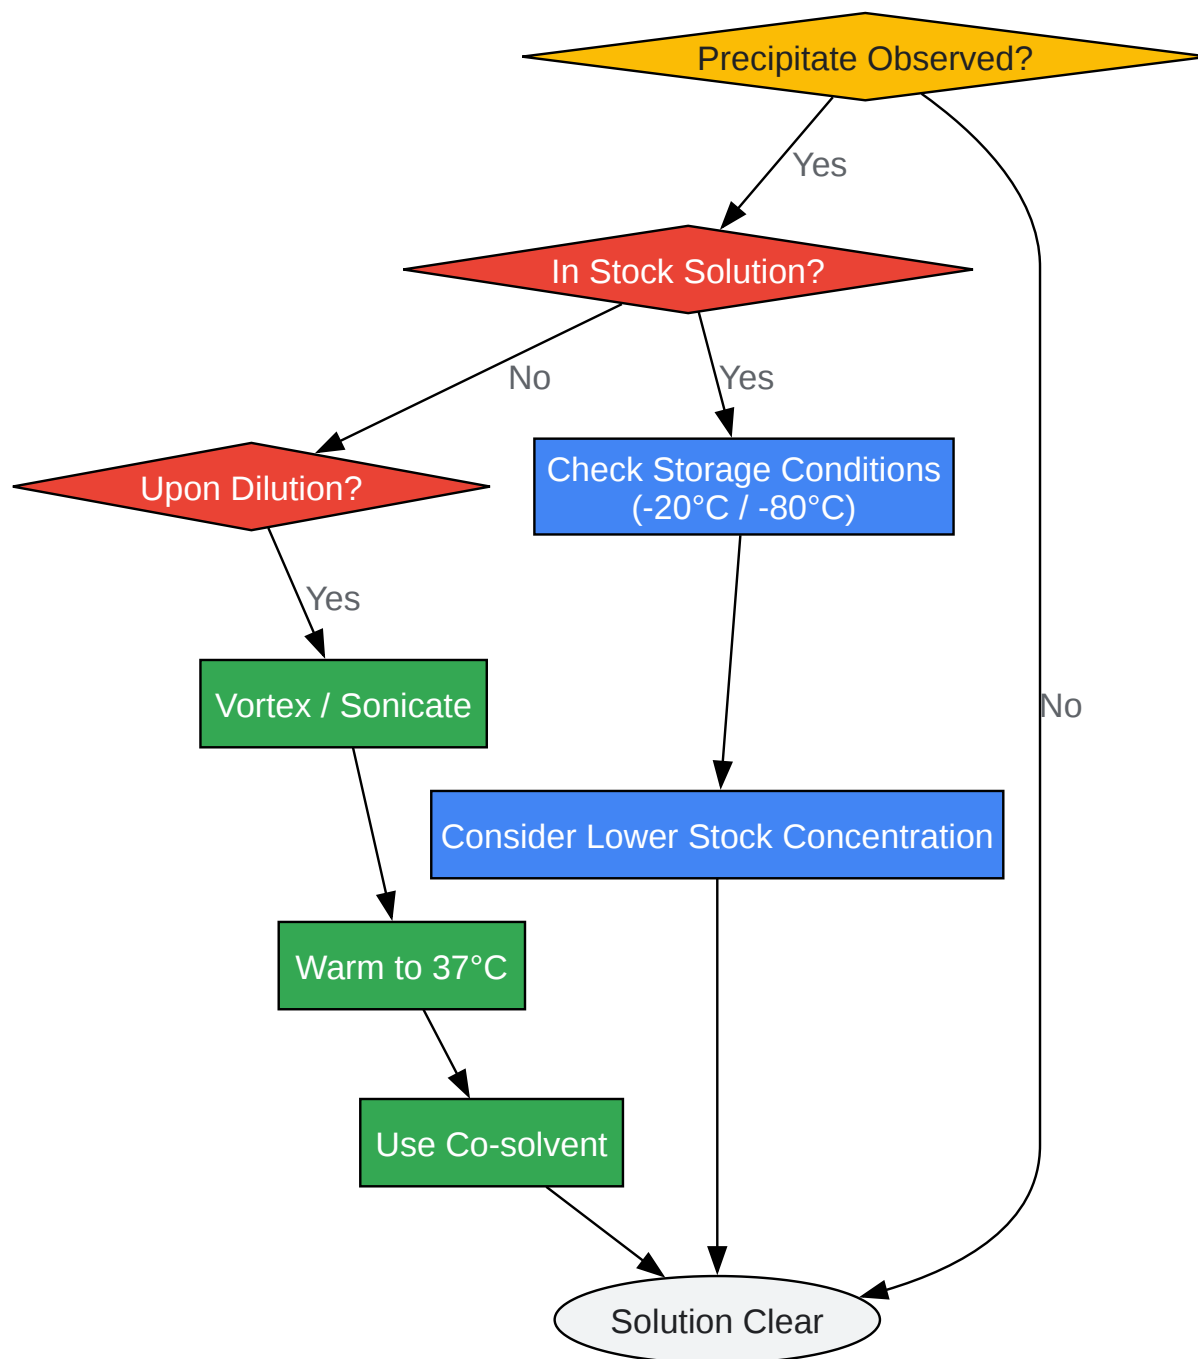 Precipitate Observed?
Yes
In Stock Solution?
No
Yes
Upon Dilution?
Check Storage Conditions
(-20°C / -80°C)
Yes
Vortex / Sonicate
No
Consider Lower Stock Concentration
Warm to 37°C
Use Co-solvent
Solution Clear